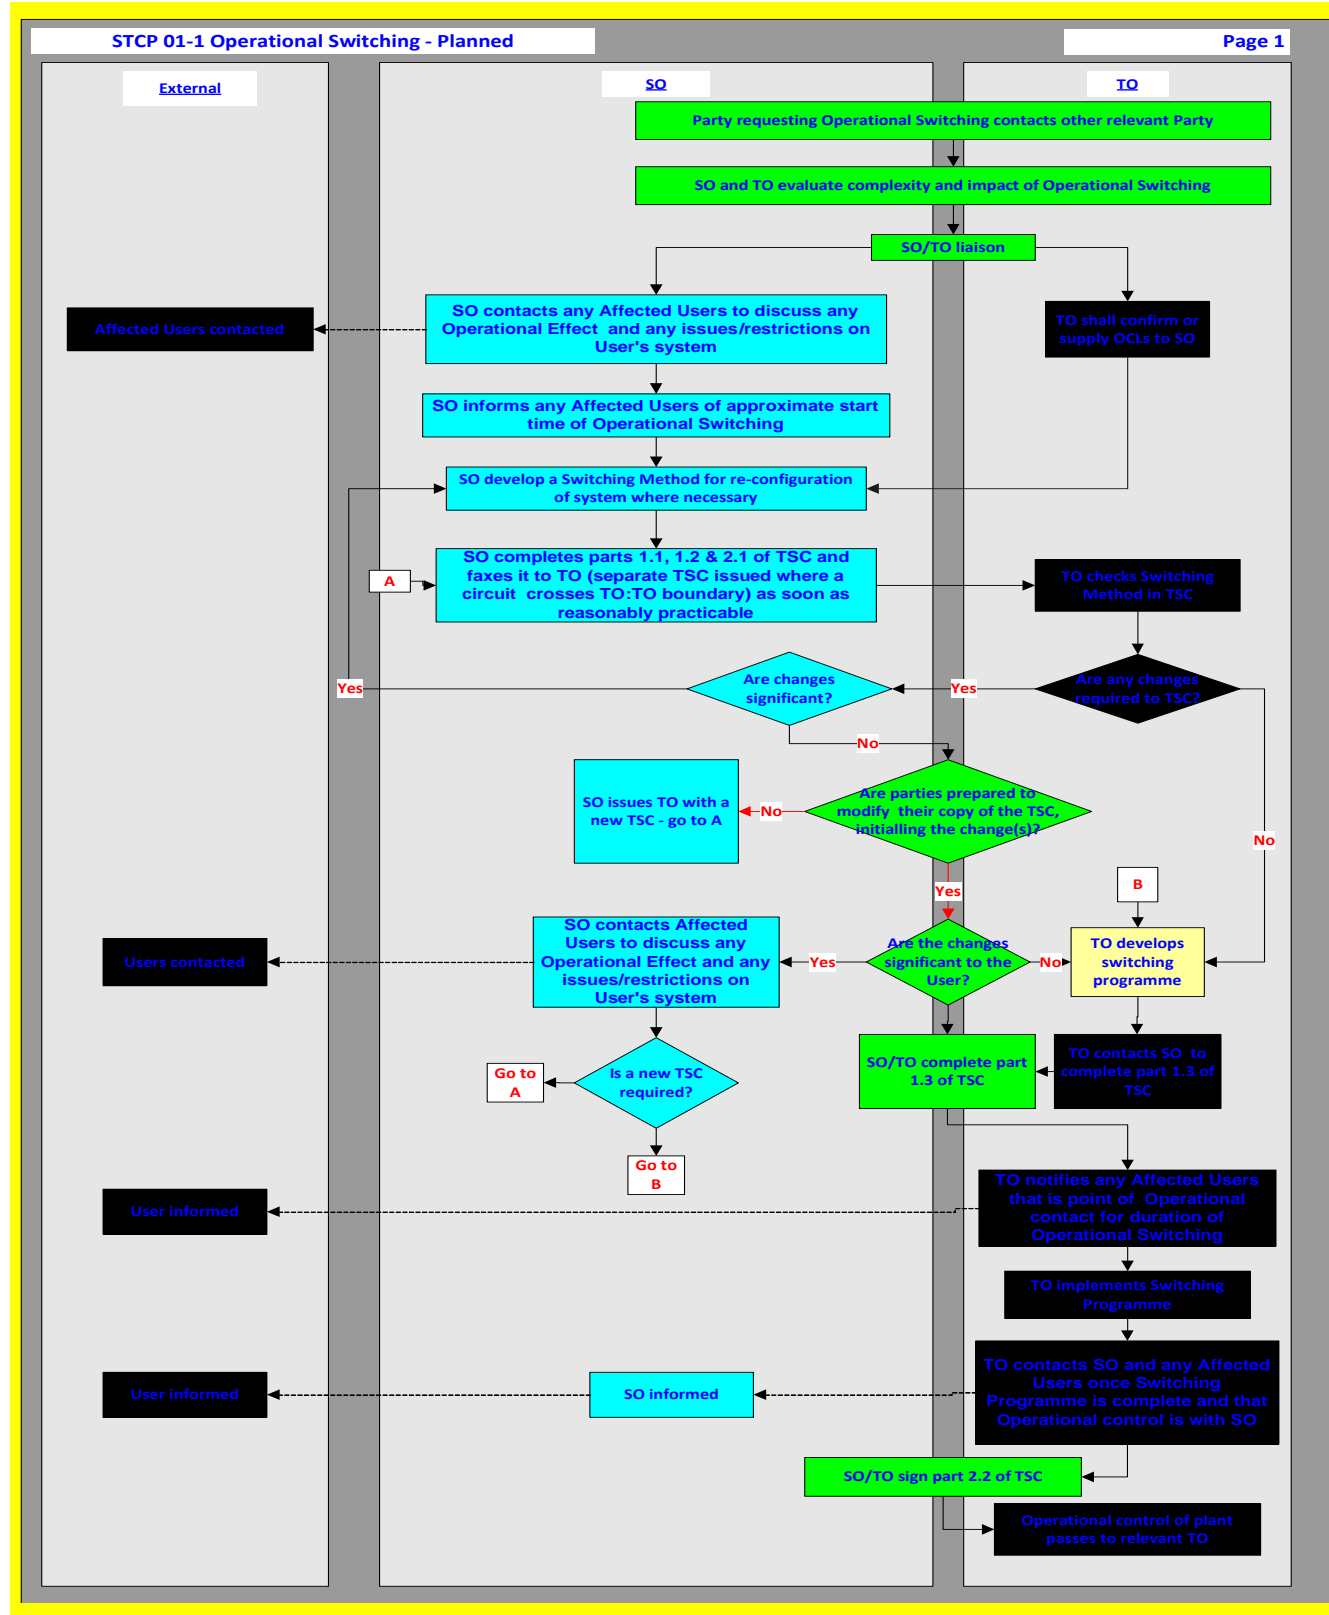 STCP 01-1 Operational Switching - Planned
Page 1
External
SO
TO
Party requesting Operational Switching contacts other relevant Party
SO and TO evaluate complexity and impact of Operational Switching
SO/TO liaison
SO contacts any Affected Users to discuss any
Operational Effect and any issues/restrictions on
User's system
Affected Users contacted
TO shall confirm or
supply OCLs to SO
SO informs any Affected Users of approximate start
time of Operational Switching
SO develop a Switching Method for re-configuration
of system where necessary
A
SO completes parts 1.1, 1.2 & 2.1 of TSC and
faxes it to TO (separate TSC issued where a
circuit crosses TO:TO boundary) as soon as
reasonably practicable
TO checks Switching
Method in TSC
Yes
Are changes
significant?
Yes
Are any changes
required to TSC?
No
SO issues TO with a
new TSC - go to A
No
Are parties prepared to
modify their copy of the TSC,
initialling the change(s)?
No
Yes
B
SO contacts Affected
Users to discuss any
Operational Effect and any
issues/restrictions on
User's system
Users contacted
Yes
Are the changes
significant to the
User?
No
TO develops
switching
programme
Go to
A
Is a new TSC
required?
SO/TO complete part
1.3 of TSC
TO contacts SO to
complete part 1.3 of
TSC
Go to
B
TO notifies any Affected Users
that is point of Operational
contact for duration of
Operational Switching
User informed
TO implements Switching
Programme
TO contacts SO and any Affected
Users once Switching
Programme is complete and that
Operational control is with SO
SO informed
User informed
SO/TO sign part 2.2 of TSC
Operational control of plant
passes to relevant TO